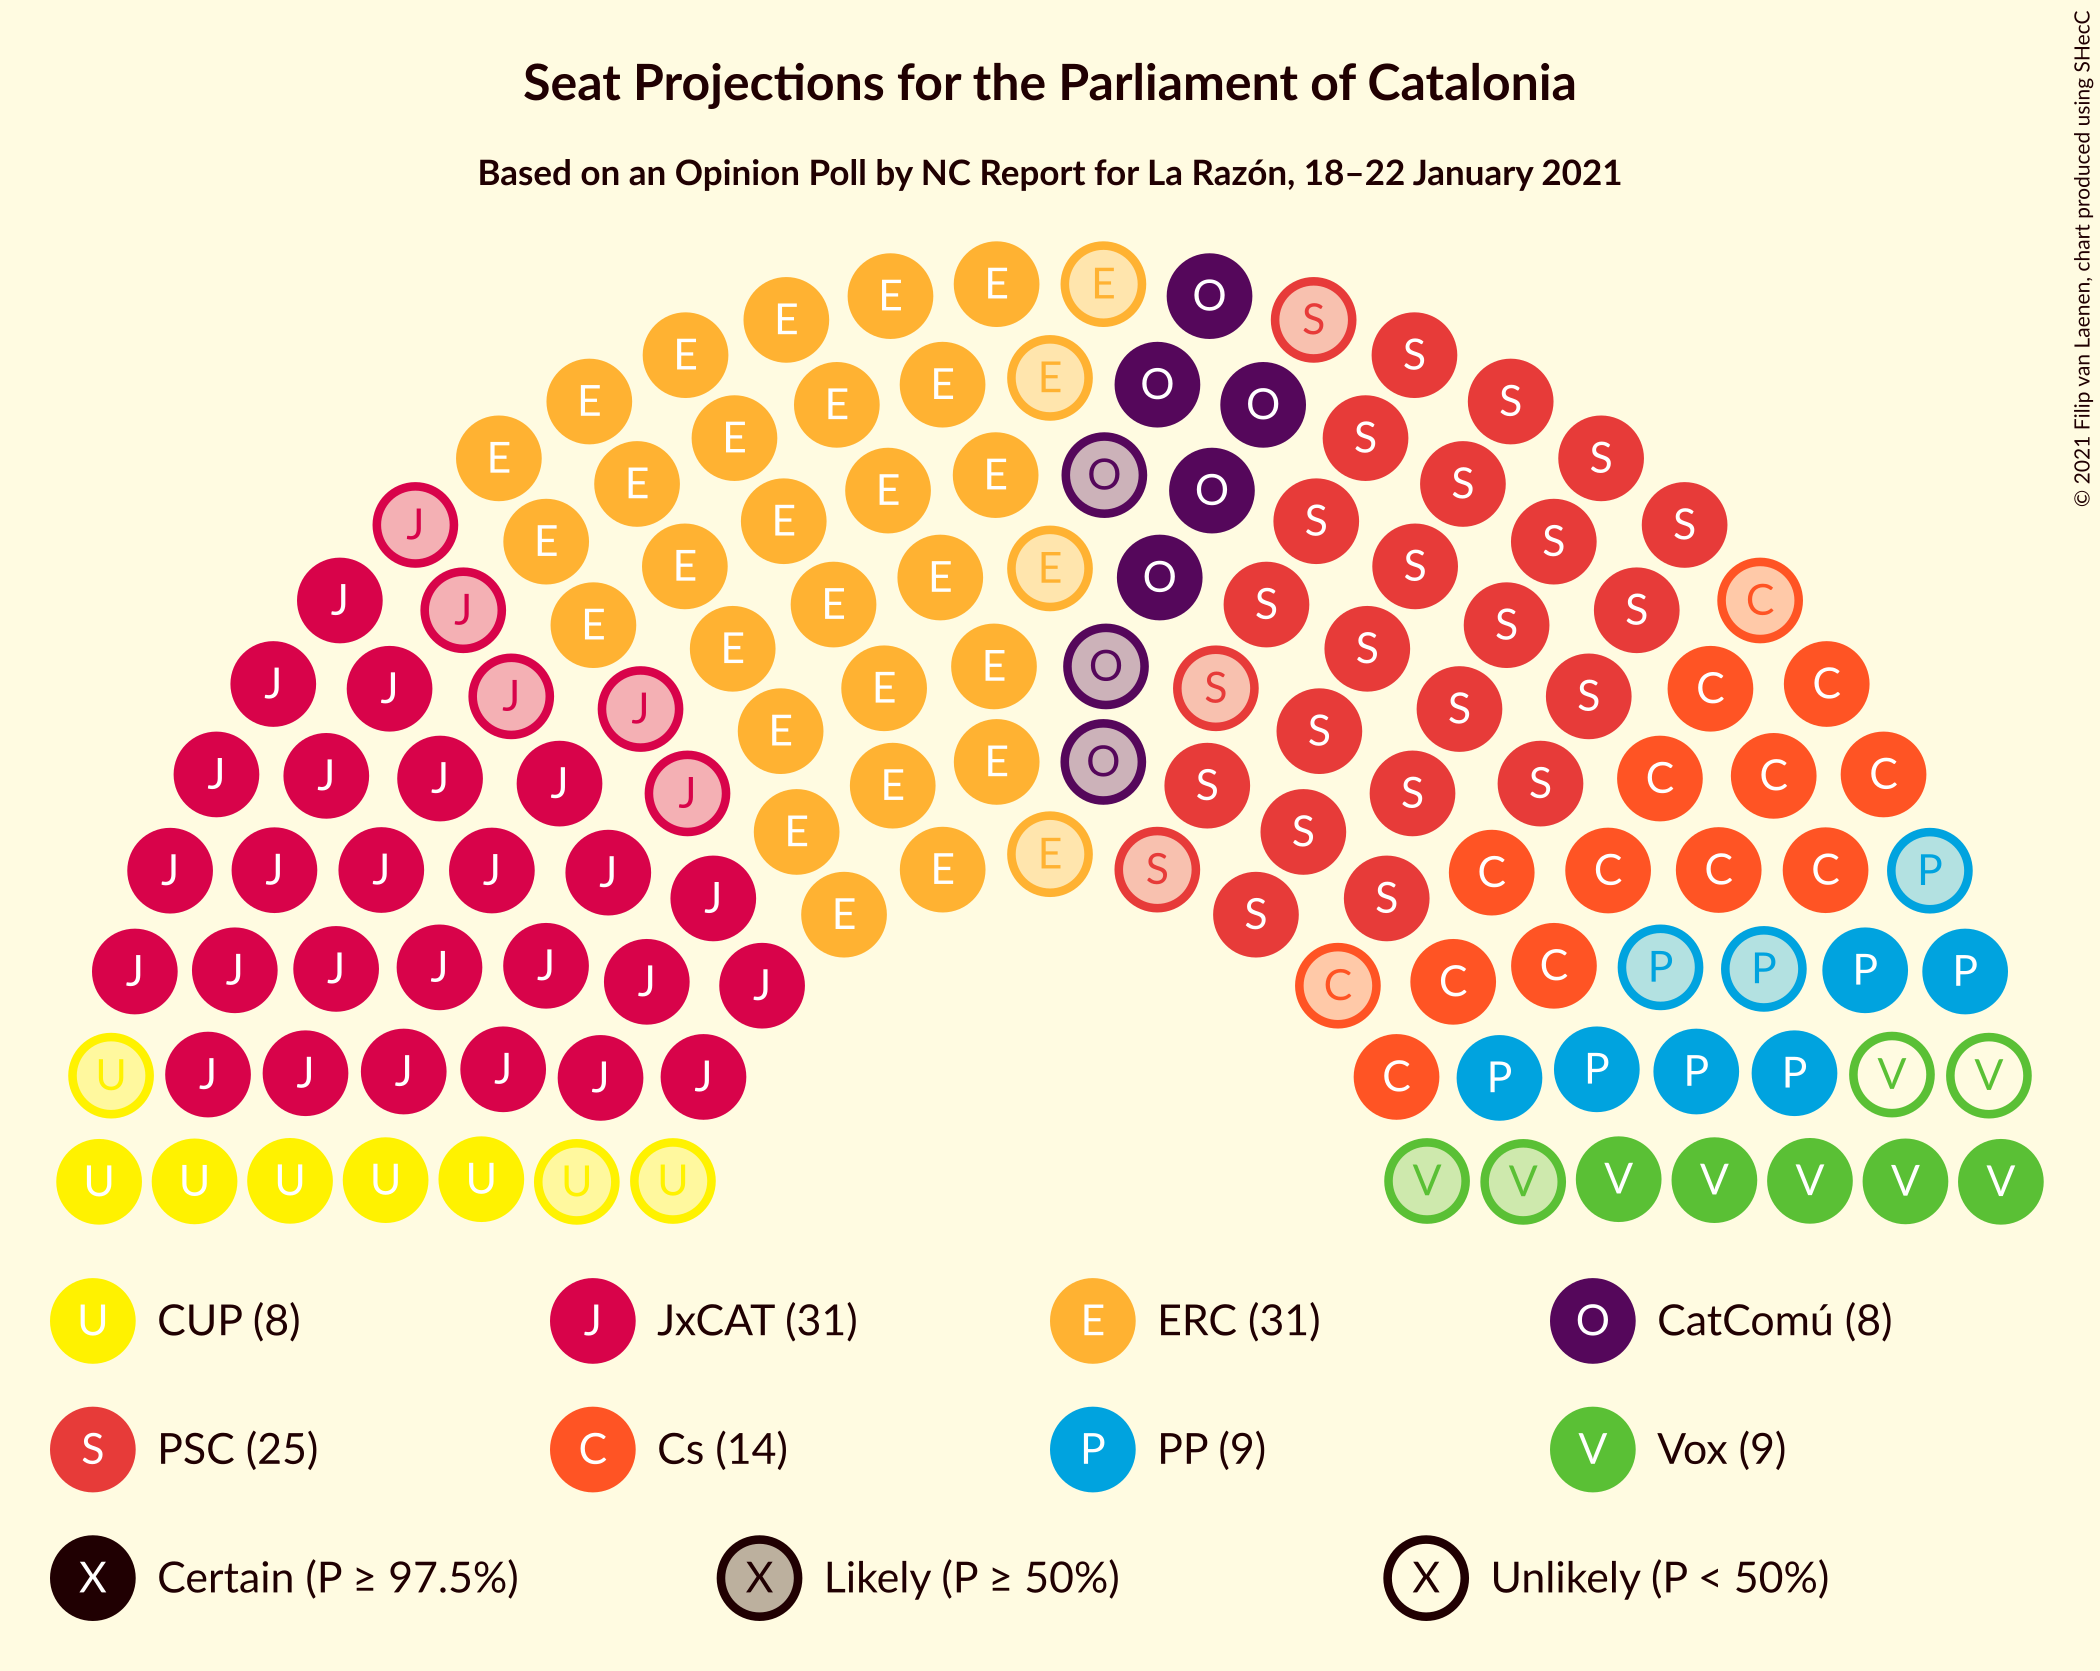 Seat Projections for the Parliament of Catalonia
Based on an Opinion Poll by NC Report for La Razón, 18–22 January 2021
© 2021 Filip van Laenen, chart produced using SHecC
E E E O S
E E S S
E E E E O O S S
E E E E O O S S S
J E E E E S S S S
J J E E E E E O S S S S C
J J J J E E E E O S S S S S C C
J J J J J E E E O S S S S C C C
J J J J J J E E E E S S S S C C C C P
J J J J J J J C C C P P P P
U J J J J J J C P P P P V V
U U U U U U U V V V V V V V
U CUP (8)
J JxCAT (31)
E ERC (31)
O CatComú (8)
S PSC (25)
C Cs (14)
P PP (9)
V Vox (9)
X Certain (P ≥ 97.5%)
X Likely (P ≥ 50%)
X Unlikely (P < 50%)